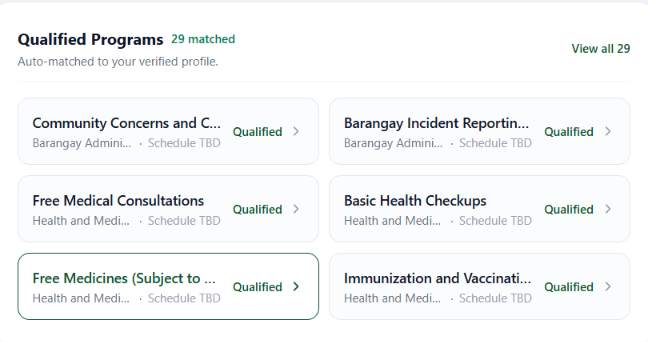 Qualified Programs 29 matched
View all 29
Auto-matched to your verified profile.
Community Concerns and C... Qualified
Barangay Admini... · Schedule TBD
Barangay Incident Reportin... Qualified
Barangay Admini... · Schedule TBD
Free Medical Consultations Qualified
Health and Medi... · Schedule TBD
Basic Health Checkups Qualified
Health and Medi... · Schedule TBD
Free Medicines (Subject to ... Qualified
Health and Medi... · Schedule TBD
Immunization and Vaccinati... Qualified
Health and Medi... · Schedule TBD